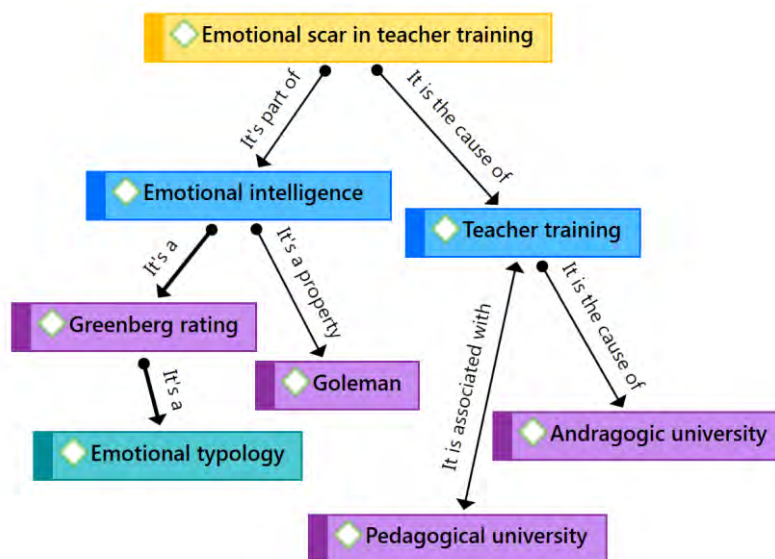 Emotional scar in teacher training
It's part of
It is the cause of
Emotional intelligence
Teacher training
It's a
It's a property
It is the cause of
Greenberg rating
It is associated with
It's a
Goleman
Andragogic university
Emotional typology
Pedagogical university